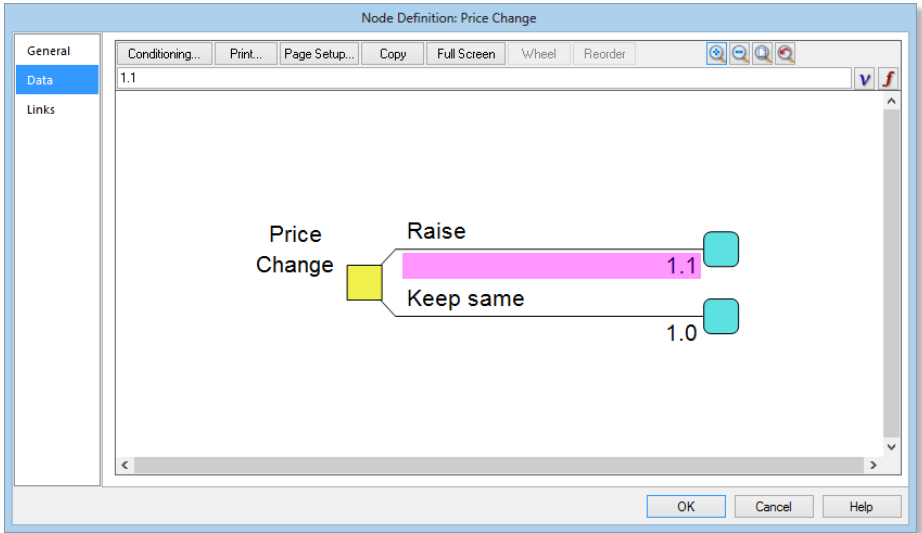 Node Definition: Price Change
General
Data
Links
Conditioning... Print... Page Setup... Copy Full Screen Wheel Reorder
1.1 v f
Price
Change
Raise
1.1
Keep same
1.0
OK Cancel Help